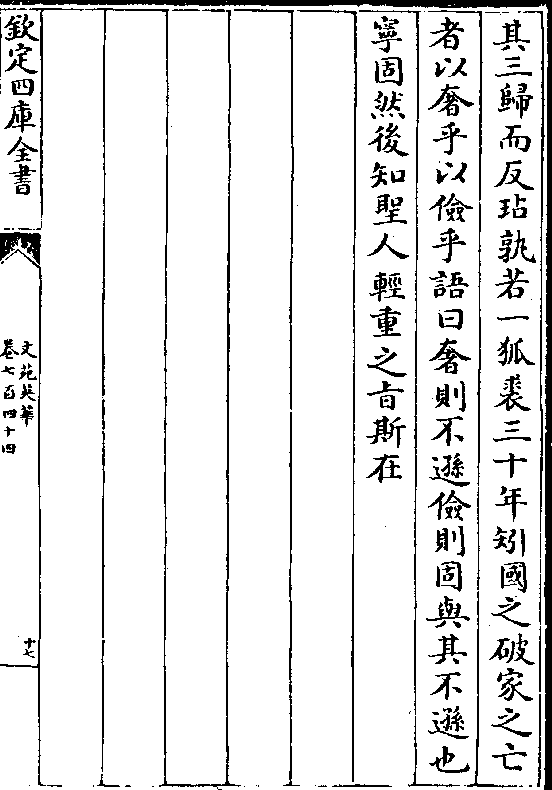 其三歸而反玷孰若一狐裘三十年矧國之破家之亡
者以奢乎以儉乎語曰奢則不遜儉則固與其不遜也
寧固然後知聖人輕重之旨斯在
欽定四庫全書
文苑英華
卷七百四十四
十七